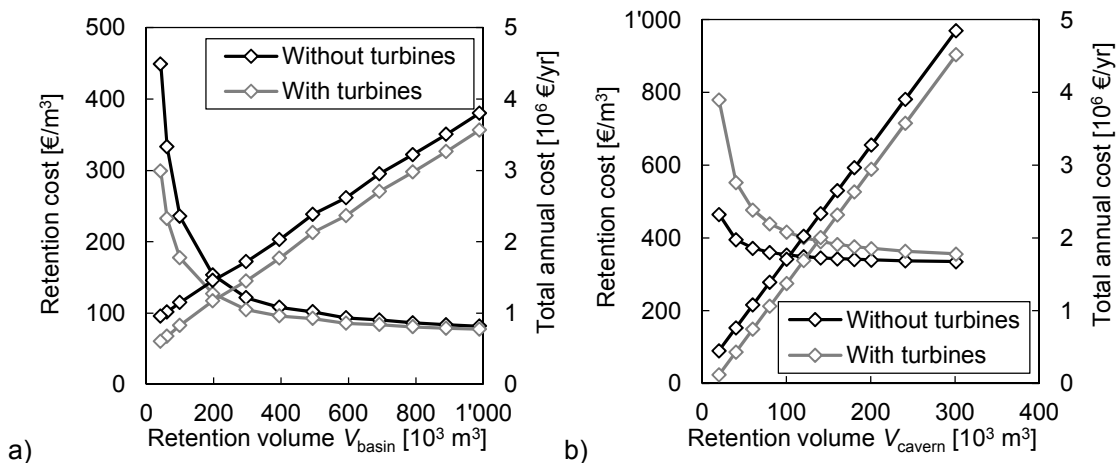 500
400
300
200
100
0
Retention cost [€/m³]
5
4
3
2
1
0
Total annual cost [10⁶ €/yr]
Without turbines
With turbines
0 200 400 600 800 1'000
Retention volume V_basin [10³ m³]
a)
1'000
800
600
400
200
0
Retention cost [€/m³]
5
4
3
2
1
0
Total annual cost [10⁶ €/yr]
Without turbines
With turbines
0 100 200 300 400
Retention volume V_cavern [10³ m³]
b)